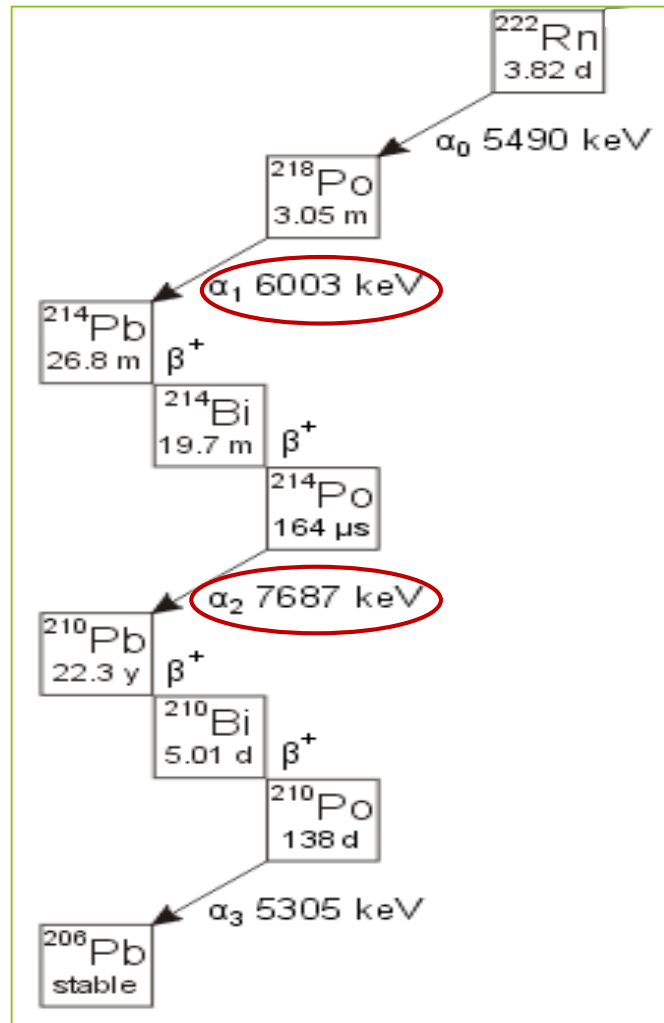 ²²²Rn
3.82 d
α₀ 5490 keV
²¹⁸Po
3.05 m
α₁ 6003 keV
²¹⁴Pb
26.8 m
β⁺
²¹⁴Bi
19.7 m
β⁺
²¹⁴Po
164 µs
α₂ 7687 keV
²¹⁰Pb
22.3 y
β⁺
²¹⁰Bi
5.01 d
β⁺
²¹⁰Po
138 d
α₃ 5305 keV
²⁰⁶Pb
stable